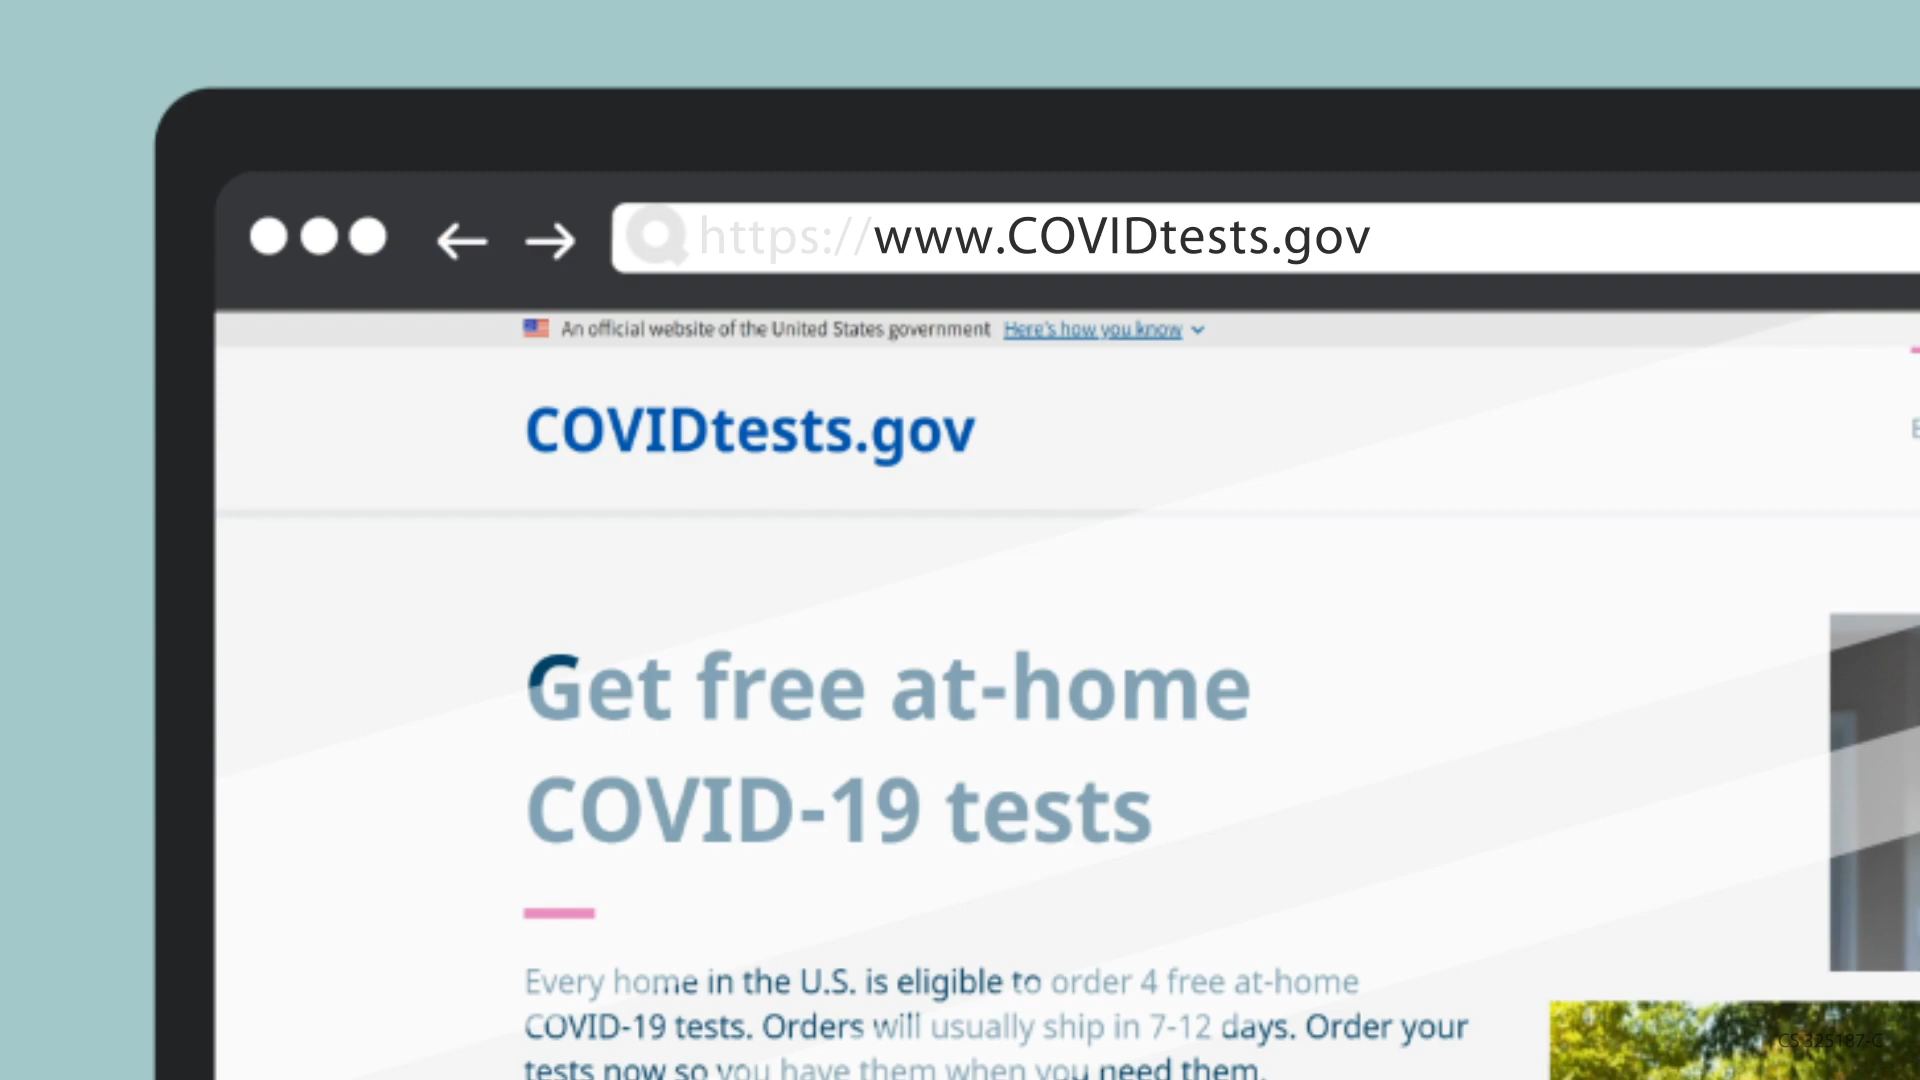 https://www.COVIDtests.gov
An official website of the United States government Here's how you know
COVIDtests.gov
Get free at-home
COVID-19 tests
Every home in the U.S. is eligible to order 4 free at-home
COVID-19 tests. Orders will usually ship in 7-12 days. Order your
tests now so you have them when you need them.
CS 325187-C